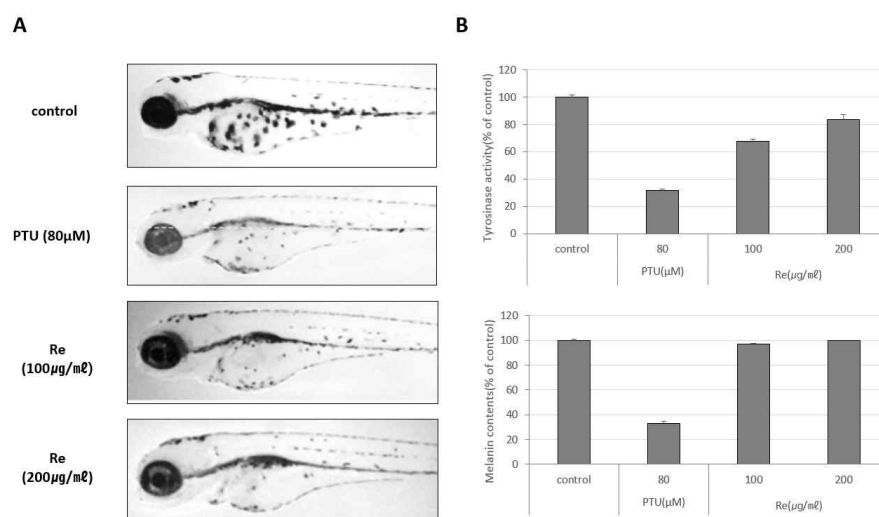 A
control
PTU (80μM)
Re
(100㎍/㎖)
Re
(200㎍/㎖)
B
Tyrosinase activity(% of control)
120
100
80
60
40
20
0
control
80
100
200
PTU(μM)
Re(㎍/㎖)
Melanin contents(% of control)
120
100
80
60
40
20
0
control
80
100
200
PTU(μM)
Re(㎍/㎖)